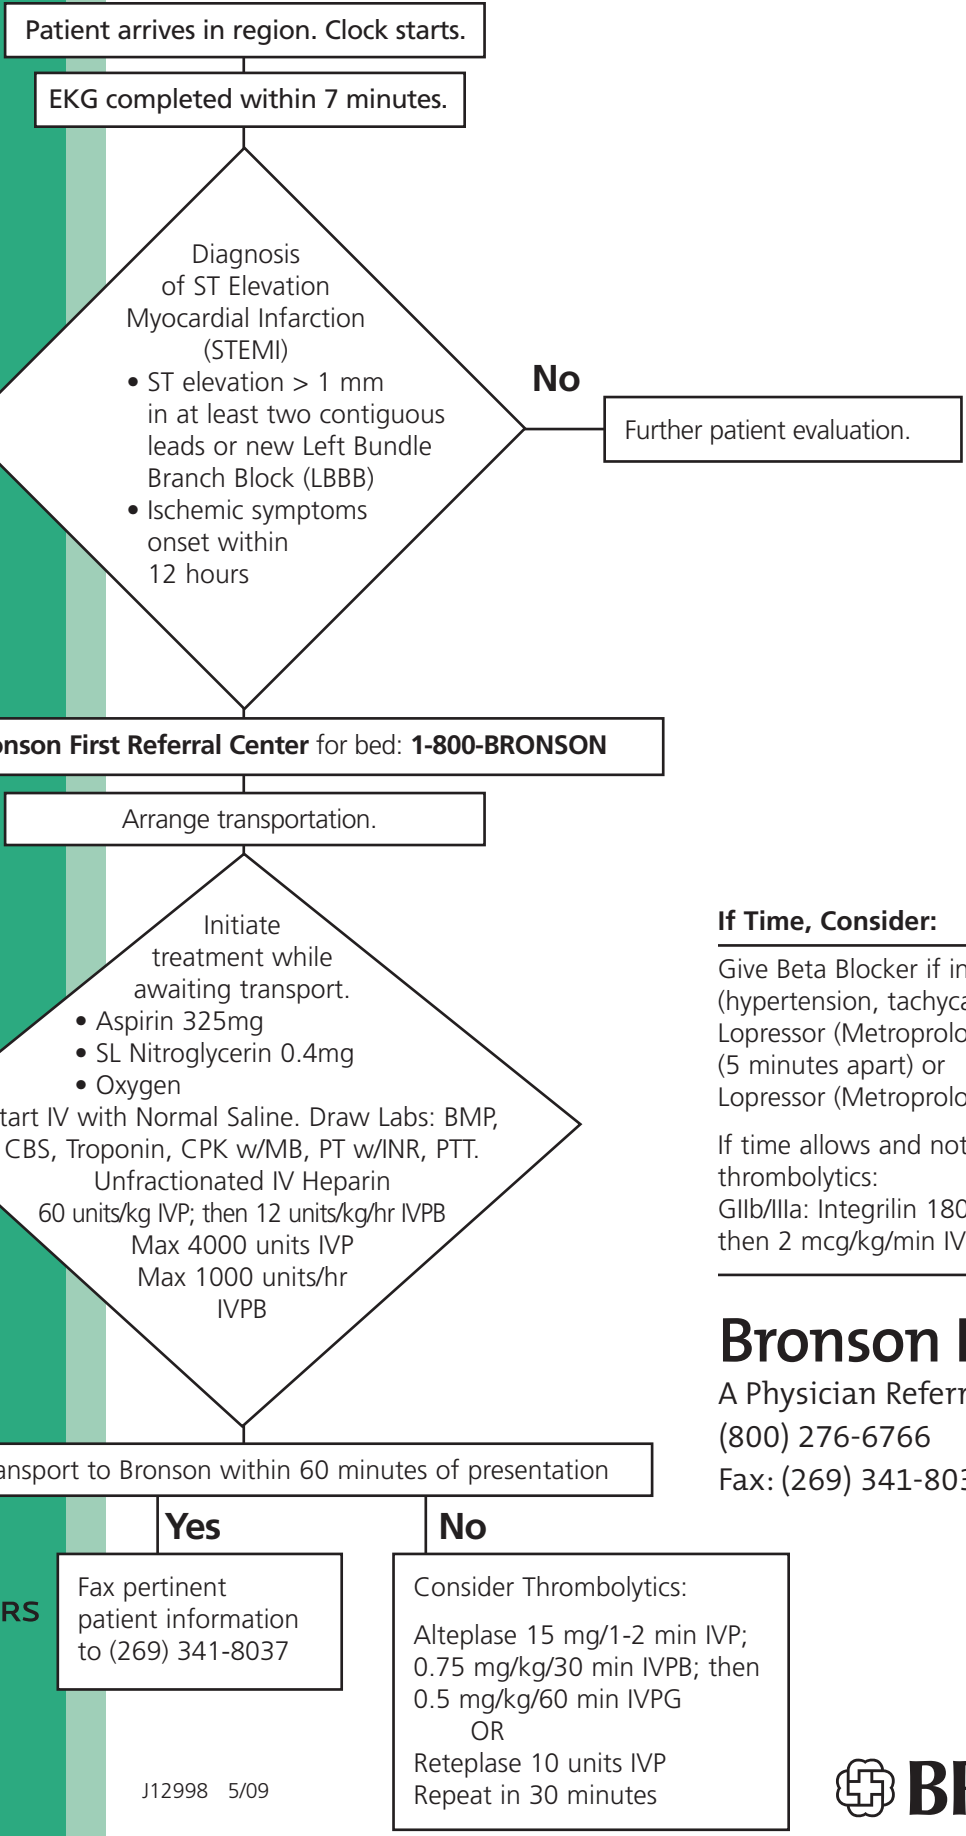 Patient arrives in region. Clock starts.
EKG completed within 7 minutes.
Diagnosis
of ST Elevation
Myocardial Infarction
(STEMI)
• ST elevation > 1 mm
in at least two contiguous
leads or new Left Bundle
Branch Block (LBBB)
• Ischemic symptoms
onset within
12 hours
No
Further patient evaluation.
First Referral Center for bed: 1-800-BRONSON
Arrange transportation.
Initiate
treatment while
awaiting transport.
• Aspirin 325mg
• SL Nitroglycerin 0.4mg
• Oxygen
IV with Normal Saline. Draw Labs: BMP,
CBS, Troponin, CPK w/MB, PT w/INR, PTT.
Unfractionated IV Heparin
60 units/kg IVP; then 12 units/kg/hr IVPB
Max 4000 units IVP
Max 1000 units/hr
IVPB
If Time, Consider:
Give Beta Blocker if
(hypertension,
Lopressor
(5 minutes apart) or
Lopressor
If time allows and not
thrombolytics:
GIIb/IIIa: Integrilin 180
then 2 mcg/kg/min
Bronson
A Physician
(800) 276-6766
Fax: (269)
to Bronson within 60 minutes of presentation
Yes
No
RS
Fax pertinent
patient information
to (269) 341-8037
Consider Thrombolytics:
Alteplase 15 mg/1-2 min IVP;
0.75 mg/kg/30 min IVPB; then
0.5 mg/kg/60 min IVPG
OR
Reteplase 10 units IVP
Repeat in 30 minutes
J12998 5/09